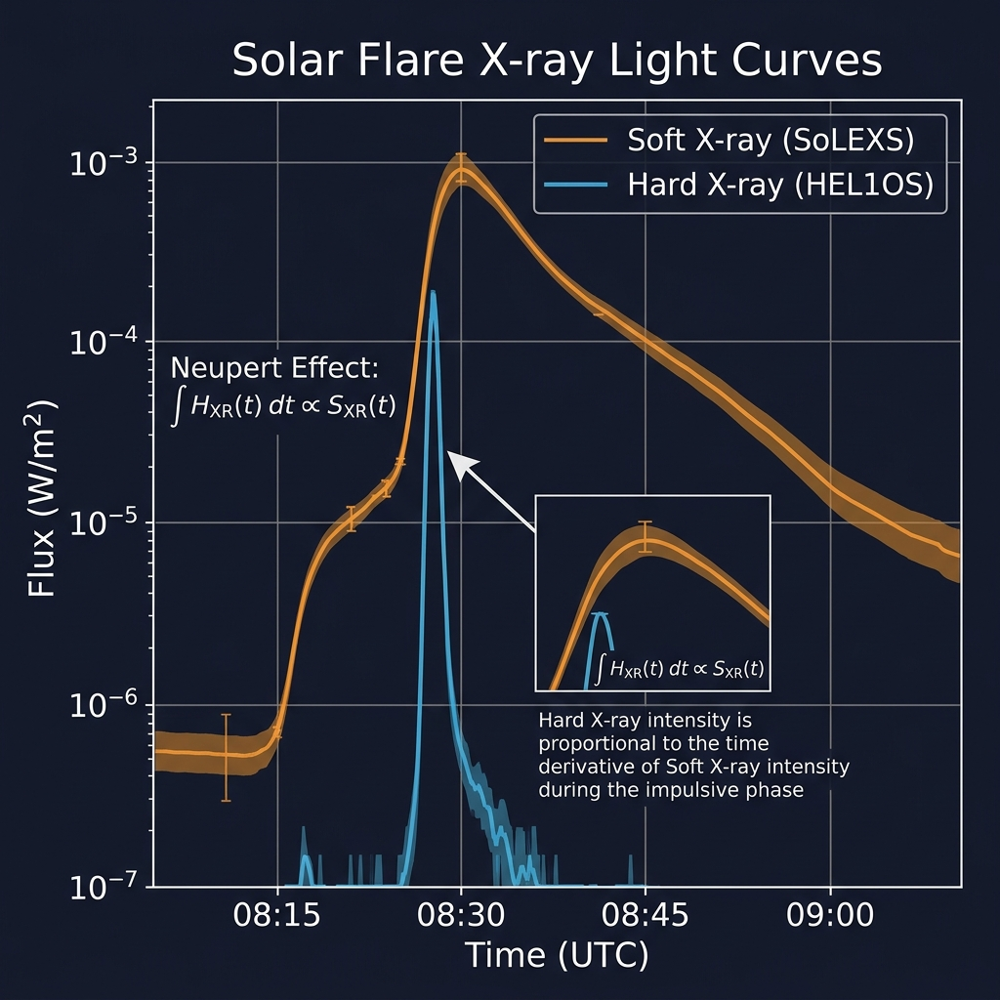 Solar Flare X-ray Light Curves
Soft X-ray (SoLEXS)
Hard X-ray (HEL1OS)
10⁻³
10⁻⁴
Neupert Effect:
∫ H_XR(t) dt ∝ S_XR(t)
Flux (W/m²)
10⁻⁵
∫ H_XR(t) dt ∝ S_XR(t)
10⁻⁶
Hard X-ray intensity is
proportional to the time
derivative of Soft X-ray intensity
during the impulsive phase
10⁻⁷
08:15 08:30 08:45 09:00
Time (UTC)